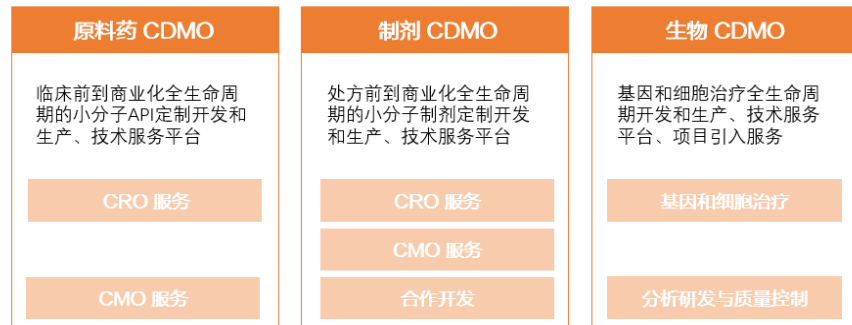 原料药 CDMO
临床前到商业化全生命周
期的小分子API定制开发和
生产、技术服务平台
CRO 服务
CMO 服务
制剂 CDMO
处方前到商业化全生命周
期的小分子制剂定制开发
和生产、技术服务平台
CRO 服务
CMO 服务
合作开发
生物 CDMO
基因和细胞治疗全生命周
期开发和生产、技术服务
平台、项目引入服务
基因和细胞治疗
分析研发与质量控制